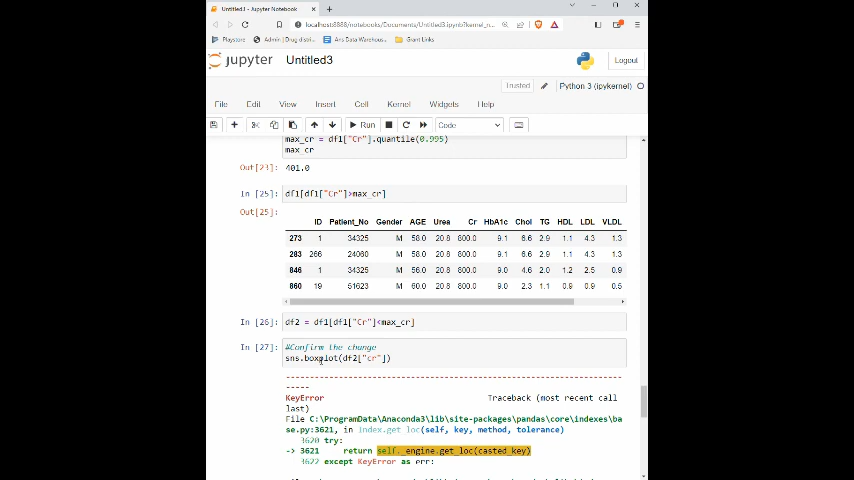 Untitled3 - Jupyter Notebook
localhost:8888/notebooks/Documents/Untitled3.ipynb?kernel_n...
Playstore
Admin | Drug distri...
Ans Data Warehous...
Grant Links
jupyter
Untitled3
Logout
Trusted
Python 3 (ipykernel)
File Edit View Insert Cell Kernel Widgets Help
Run
Code
max_cr = df1["Cr"].quantile(0.995)
max_cr
Out[23]: 401.0
In [25]: df1[df1["Cr"]>max_cr]
Out[25]:
ID Patient_No Gender AGE Urea Cr HbA1c Chol TG HDL LDL VLDL
273 1 34325 M 58.0 20.8 800.0 9.1 6.6 2.9 1.1 4.3 1.3
283 266 24060 M 58.0 20.8 800.0 9.1 6.6 2.9 1.1 4.3 1.3
846 1 34325 M 56.0 20.8 800.0 9.0 4.6 2.0 1.2 2.5 0.9
860 19 51623 M 60.0 20.8 800.0 9.0 2.3 1.1 0.9 0.9 0.5
In [26]: df2 = df1[df1["Cr"]<max_cr]
In [27]: #Confirm the change
sns.boxplot(df2["cr"])
-----
KeyError Traceback (most recent call
last)
File C:\ProgramData\Anaconda3\lib\site-packages\pandas\core\indexes\ba
se.py:3621, in Index.get_loc(self, key, method, tolerance)
3620 try:
-> 3621 return self._engine.get_loc(casted_key)
3622 except KeyError as err: